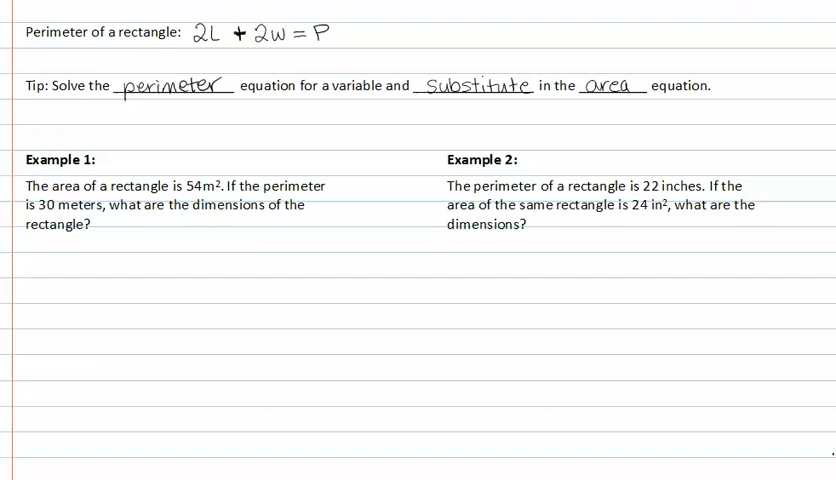 Perimeter of a rectangle: 2L + 2w = P
Tip: Solve the perimeter equation for a variable and substitute in the area equation.
Example 1:
The area of a rectangle is 54m². If the perimeter
is 30 meters, what are the dimensions of the
rectangle?
Example 2:
The perimeter of a rectangle is 22 inches. If the
area of the same rectangle is 24 in², what are the
dimensions?